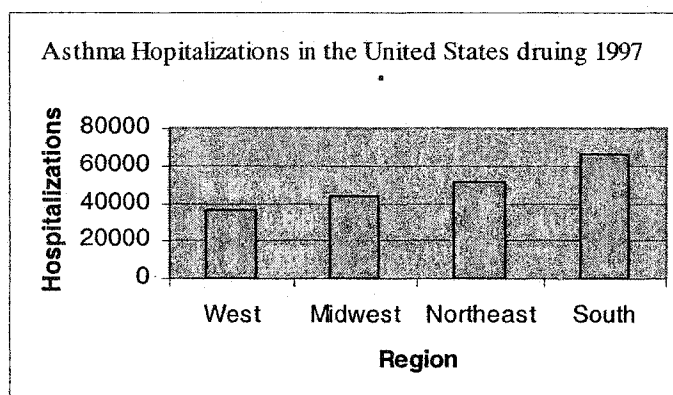 Asthma Hopitalizations in the United States druing 1997
Hospitalizations
80000
60000
40000
20000
0
West Midwest Northeast South
Region